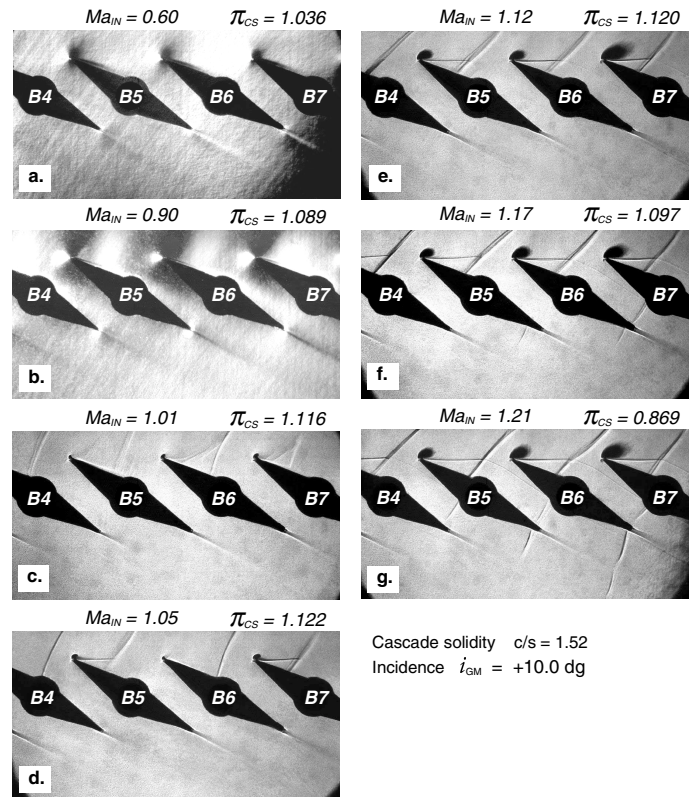 Ma_IN = 0.60 π_CS = 1.036
B4 B5 B6 B7
a.
Ma_IN = 0.90 π_CS = 1.089
B4 B5 B6 B7
b.
Ma_IN = 1.01 π_CS = 1.116
B4 B5 B6 B7
c.
Ma_IN = 1.05 π_CS = 1.122
B4 B5 B6 B7
d.
Ma_IN = 1.12 π_CS = 1.120
B4 B5 B6 B7
e.
Ma_IN = 1.17 π_CS = 1.097
B4 B5 B6 B7
f.
Ma_IN = 1.21 π_CS = 0.869
B4 B5 B6 B7
g.
Cascade solidity c/s = 1.52
Incidence i_GM = +10.0 dg